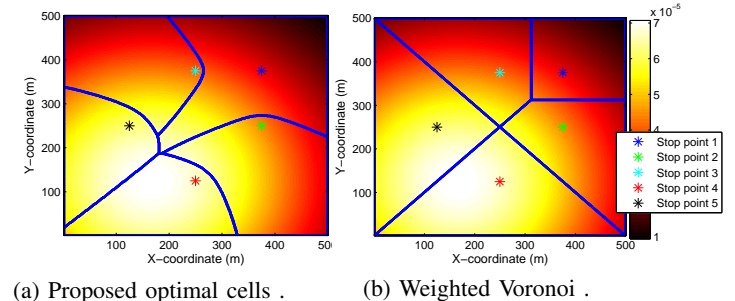 x 10⁻⁵
500
400
300
200
100
Y−coordinate (m)
100 200 300 400 500
X−coordinate (m)
500
400
300
200
100
Y−coordinate (m)
100 200 300 400 500
X−coordinate (m)
7
6
5
1
Stop point 1
Stop point 2
Stop point 3
Stop point 4
Stop point 5
(a) Proposed optimal cells .
(b) Weighted Voronoi .